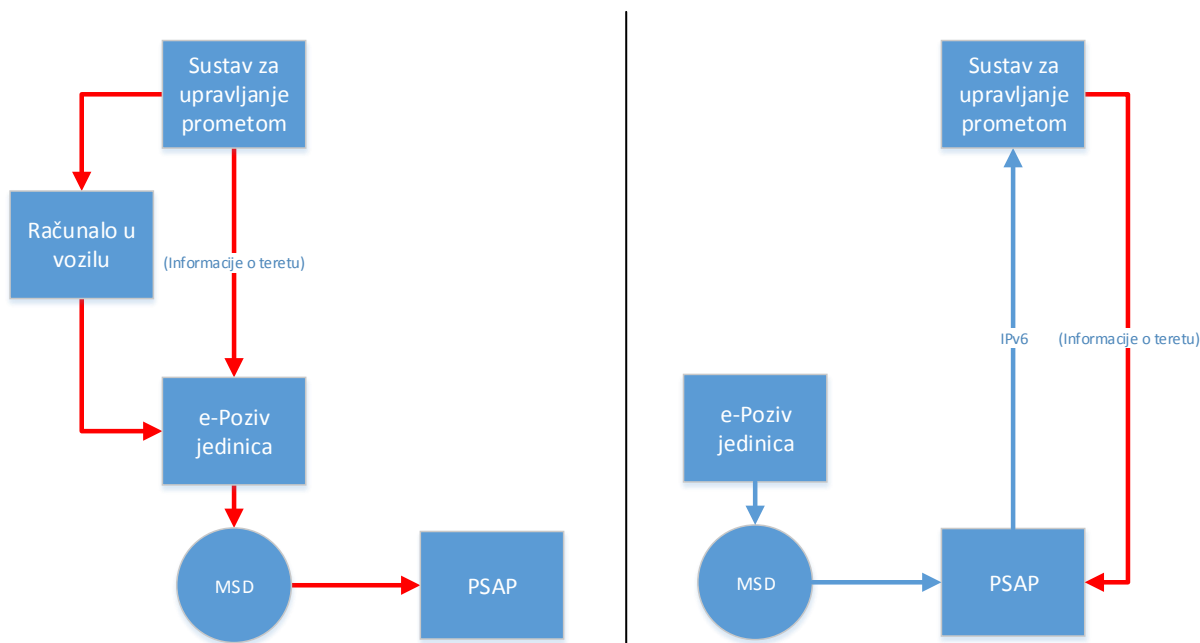 Sustav za
upravljanje
prometom
Računalo u
vozilu
(Informacije o teretu)
e-Poziv
jedinica
MSD
PSAP
Sustav za
upravljanje
prometom
IPv6
(Informacije o teretu)
e-Poziv
jedinica
MSD
PSAP